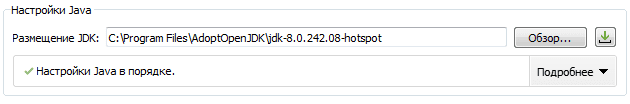 Настройки Java
Размещение JDK: C:\Program Files\AdoptOpenJDK\jdk-8.0.242.08-hotspot Обзор...
Настройки Java в порядке. Подробнее